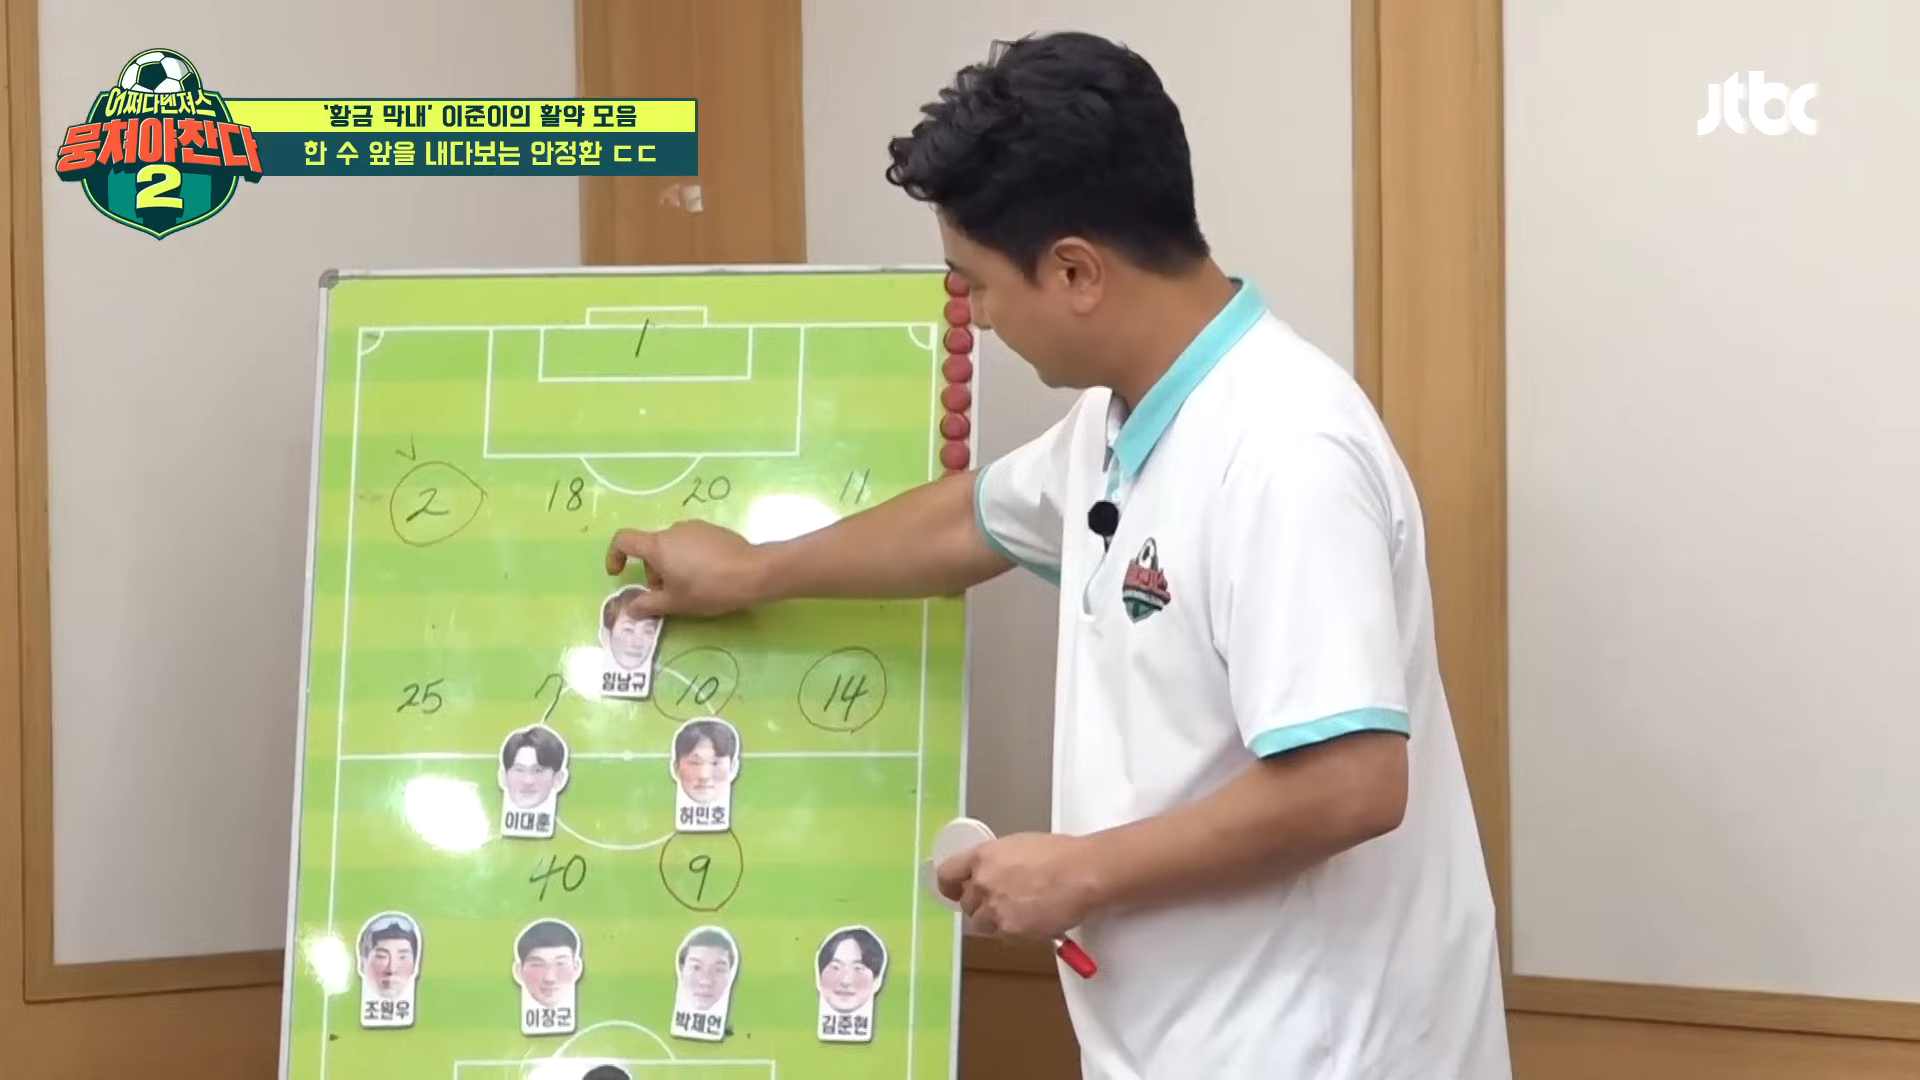 어쩌다벤져스
뭉쳐야찬다
2
'황금 막내' 이준이의 활약 모음
한 수 앞을 내다보는 안정환 ㄷㄷ
jtbc
1
2 18 20 11
임남규
25 7 10 14
이대훈 허민호
40 9
조원우 이장군 박제언 김준현